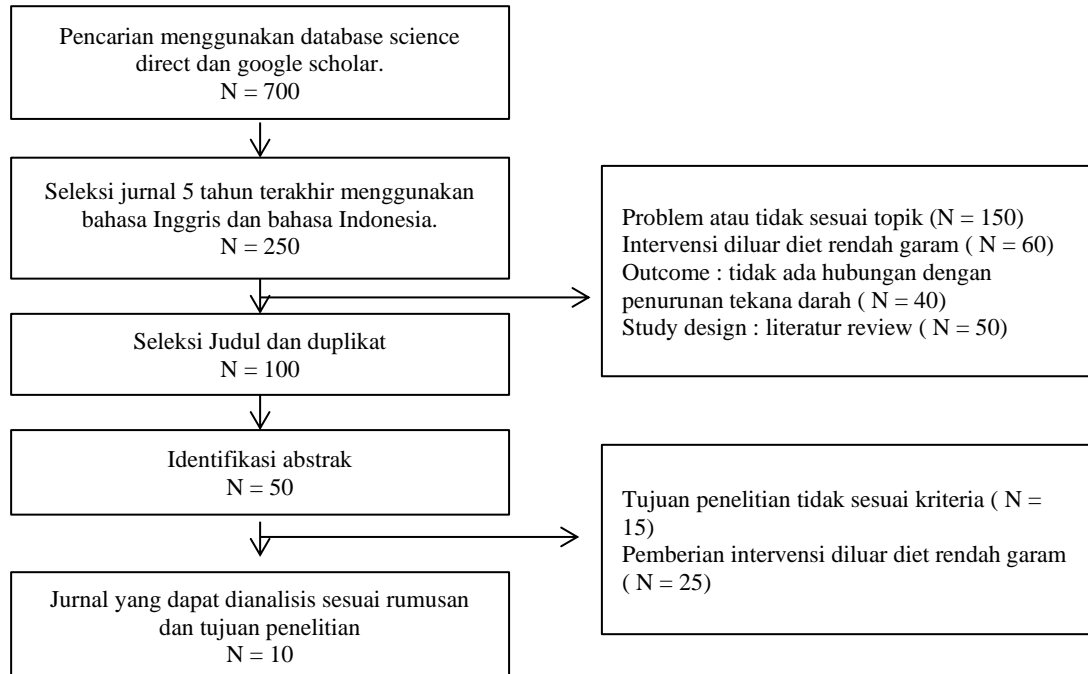 Pencarian menggunakan database science
direct dan google scholar.
N = 700
Seleksi jurnal 5 tahun terakhir menggunakan
bahasa Inggris dan bahasa Indonesia.
N = 250
Problem atau tidak sesuai topik (N = 150)
Intervensi diluar diet rendah garam ( N = 60)
Outcome : tidak ada hubungan dengan
penurunan tekana darah ( N = 40)
Study design : literatur review ( N = 50)
Seleksi Judul dan duplikat
N = 100
Identifikasi abstrak
N = 50
Tujuan penelitian tidak sesuai kriteria ( N =
15)
Pemberian intervensi diluar diet rendah garam
( N = 25)
Jurnal yang dapat dianalisis sesuai rumusan
dan tujuan penelitian
N = 10